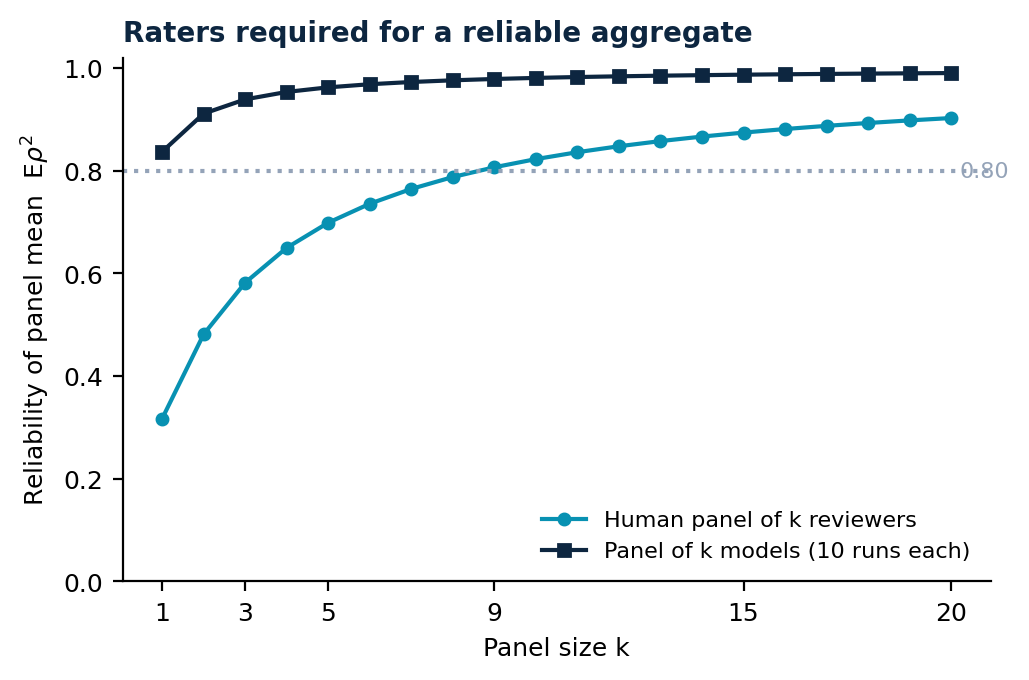 Raters required for a reliable aggregate
Reliability of panel mean Eρ²
1.0
0.8
0.6
0.4
0.2
0.0
0.80
Human panel of k reviewers
Panel of k models (10 runs each)
1 3 5 9 15 20
Panel size k